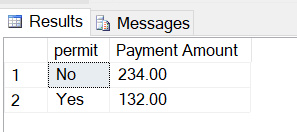 Results Messages
permit Payment Amount
1 No 234.00
2 Yes 132.00